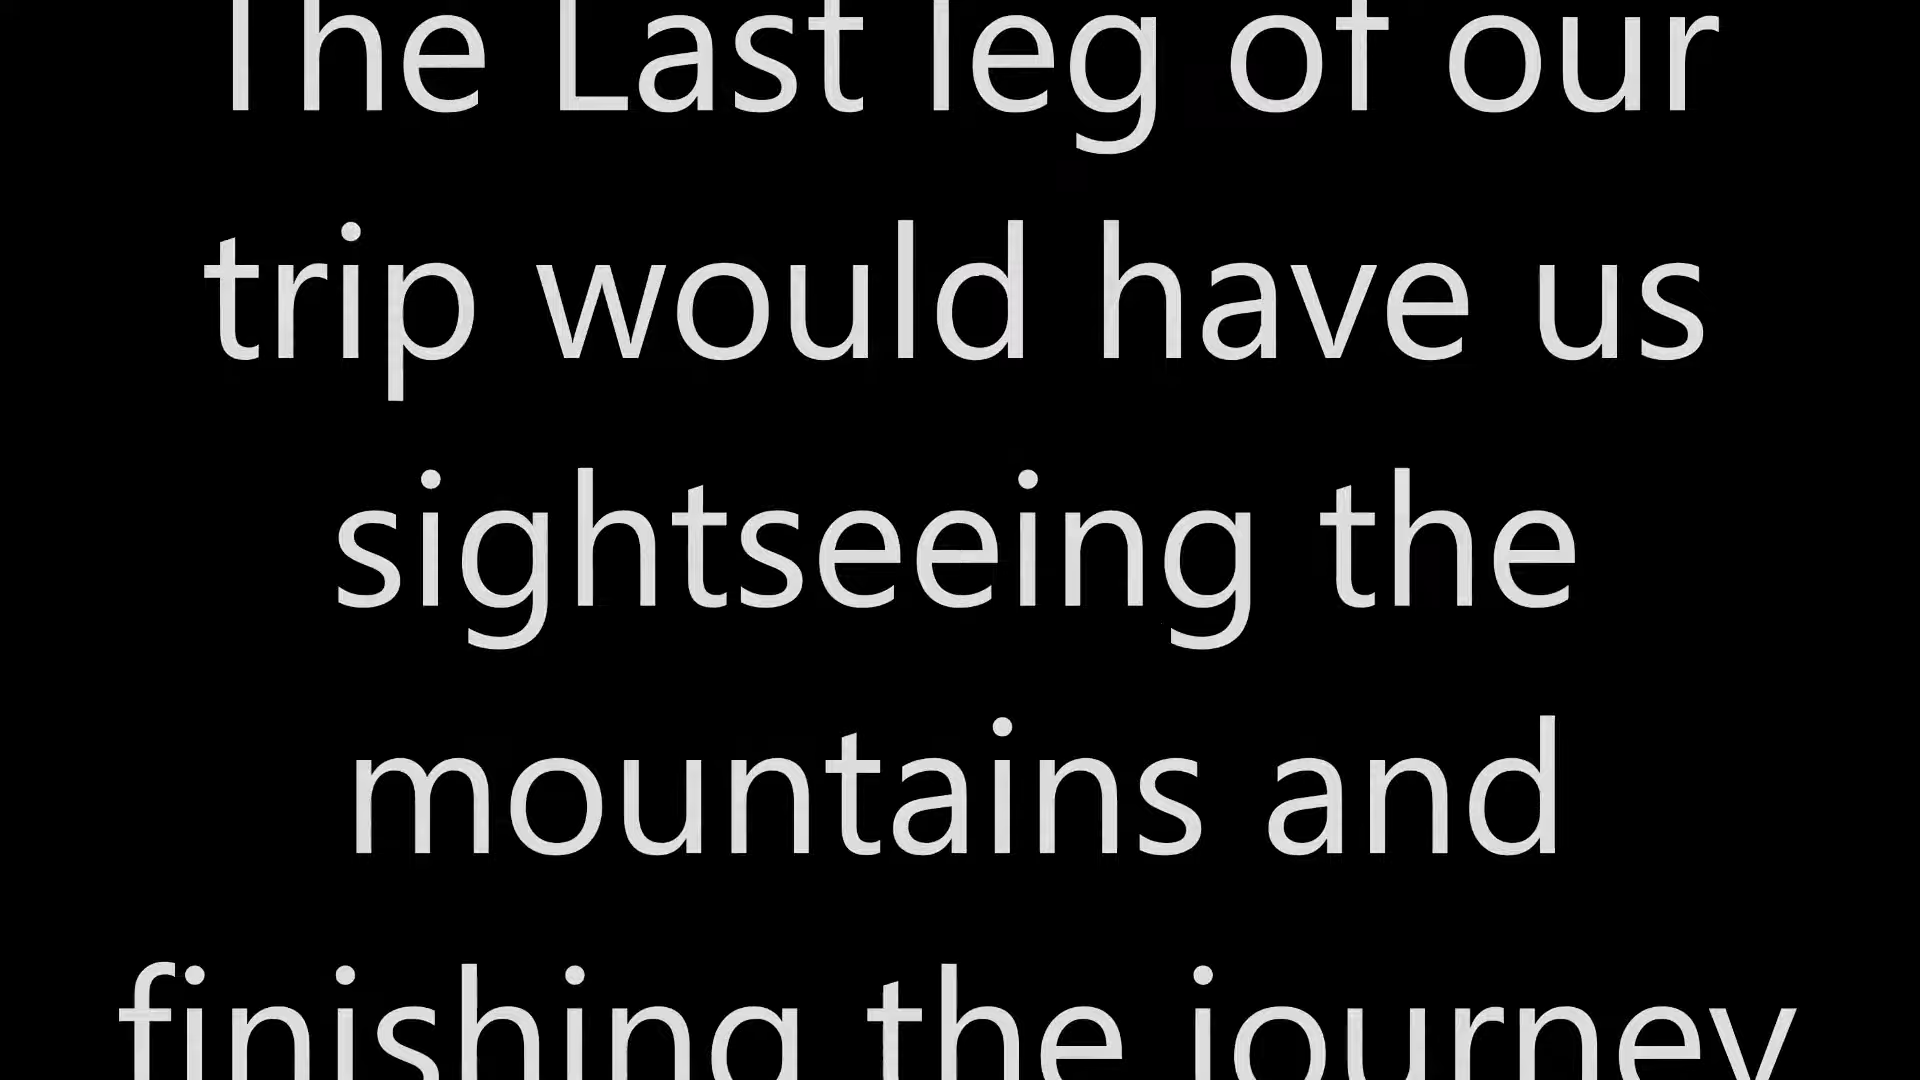 The Last leg of our
trip would have us
sightseeing the
mountains and
finishing the journey